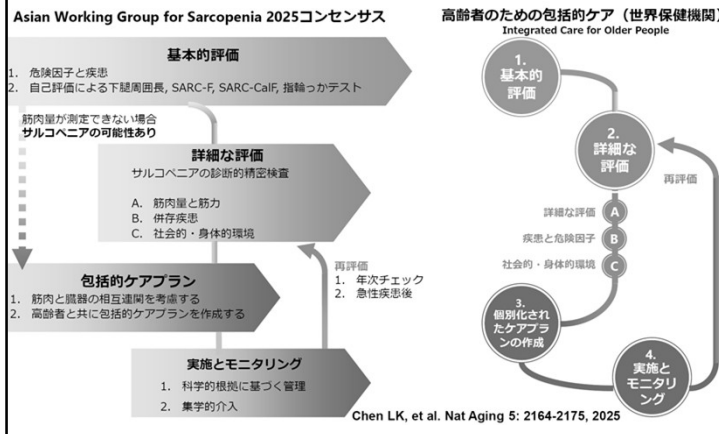 Asian Working Group for Sarcopenia 2025コンセンサス
基本的評価
1. 危険因子と疾患
2. 自己評価による下腿周囲長, SARC-F, SARC-CalF, 指輪っかテスト
筋肉量が測定できない場合
サルコペニアの可能性あり
詳細な評価
サルコペニアの診断的精密検査
A. 筋肉量と筋力
B. 併存疾患
C. 社会的・身体的環境
包括的ケアプラン
1. 筋肉と臓器の相互連関を考慮する
2. 高齢者と共に包括的ケアプランを作成する
再評価
1. 年次チェック
2. 急性疾患後
実施とモニタリング
1. 科学的根拠に基づく管理
2. 集学的介入
高齢者のための包括的ケア（世界保健機関）
Integrated Care for Older People
1.
基本的
評価
2.
詳細な
評価
再評価
詳細な評価 A
疾患と危険因子 B
社会的・身体的環境 C
3.
個別化され
たケアプラ
ンの作成
4.
実施と
モニタリ
ング
Chen LK, et al. Nat Aging 5: 2164-2175, 2025